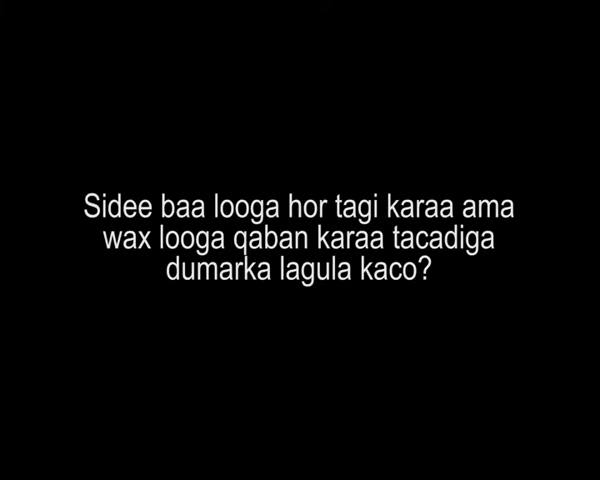 Sidee baa looga hor tagi karaa ama
wax looga qaban karaa tacadiga
dumarka lagula kaco?